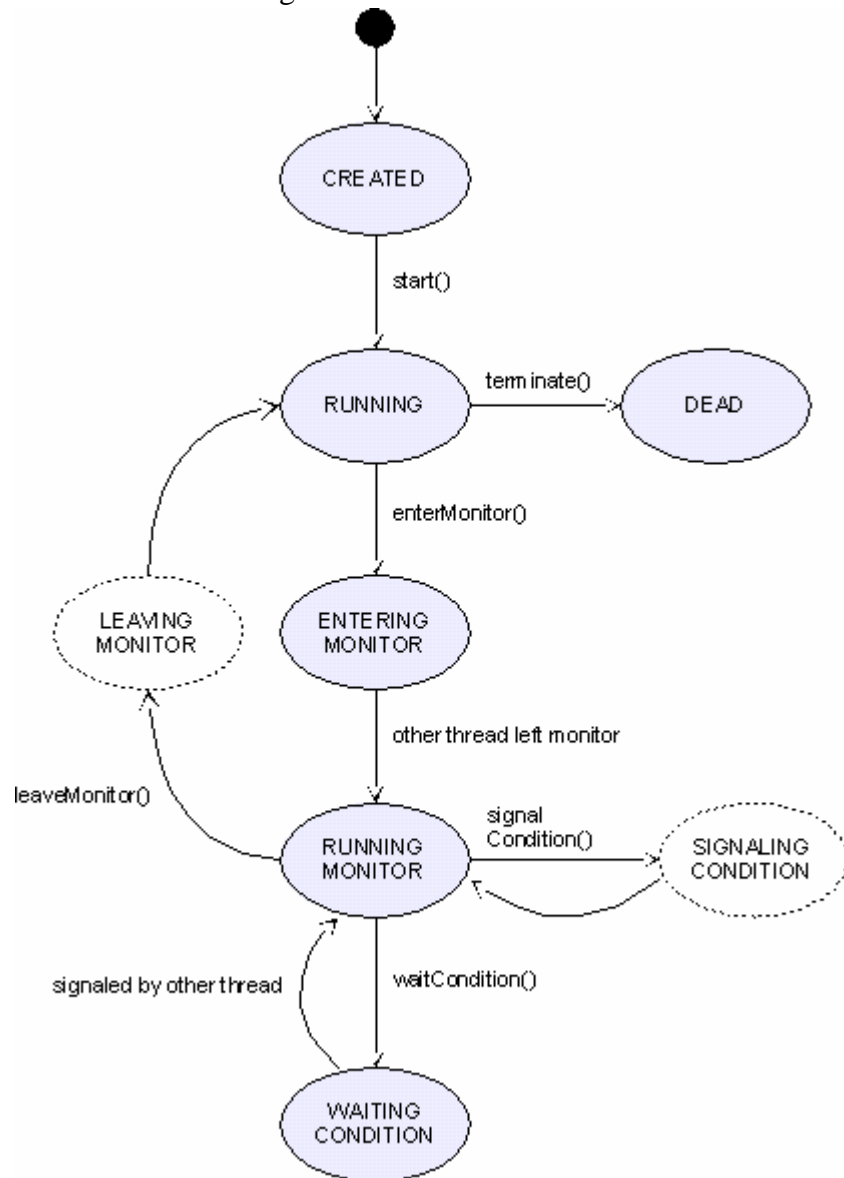 CREATED
start()
RUNNING
terminate()
DEAD
enterMonitor()
LEAVING
MONITOR
ENTERING
MONITOR
other thread left monitor
leaveMonitor()
RUNNING
MONITOR
signal
Condition()
SIGNALING
CONDITION
signaled by other thread
waitCondition()
WAITING
CONDITION